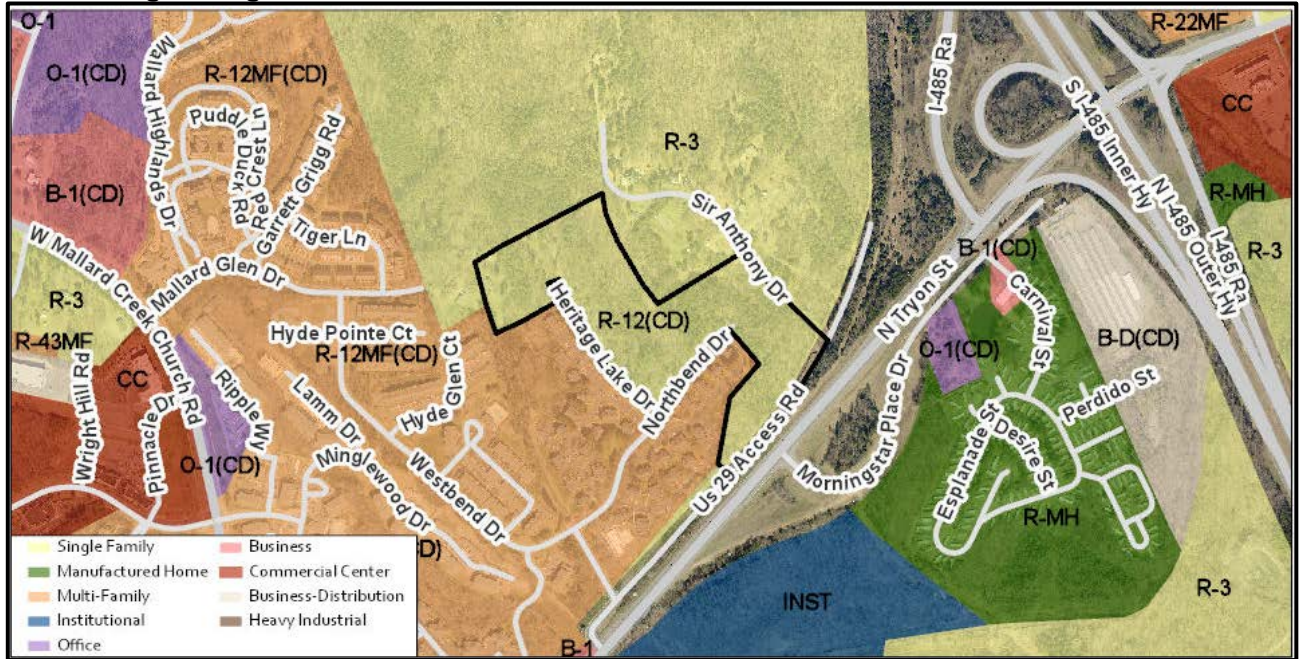 O-1
R-22MF
O-1(CD)
R-12MF(CD)
Mallard Highlands Dr
Puddle Duck Rd
Red Crest Ln
Garrett Grigg Rd
Tiger Ln
B-1(CD)
W Mallard Creek Church Rd
Mallard Glen Dr
R-3
R-3
Sir Anthony Dr
I-485 Ra
S I-485 Inner Hy
N I-485 Outer Hy
I-485 Ra
CC
R-MH
R-3
B-1(CD)
Carnival St
N Tryon St
O-1(CD)
B-D(CD)
Perdido St
Desire St
Esplanade St
Morningstar Place Dr
R-MH
R-3
Us 29 Access Rd
R-12(CD)
Heritage Lake Dr
Northbend Dr
Hyde Pointe Ct
R-12MF(CD)
Hyde Glen Ct
R-43MF
CC
Wright Hill Rd
Pinnacle Dr
Ripple Wy
O-1(CD)
Lamm Dr
Minglewood Dr
Westbend Dr
INST
B-1
Single Family
Business
Manufactured Home
Commercial Center
Multi-Family
Business-Distribution
Institutional
Heavy Industrial
Office